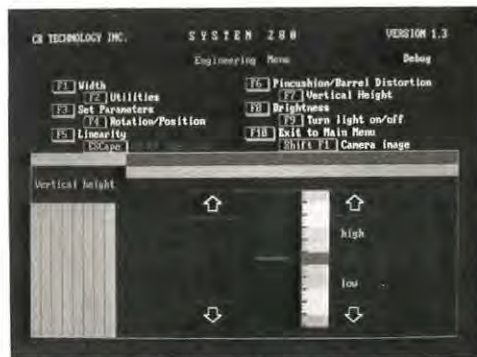 CR TECHNOLOGY INC. SYSTEM 200 VERSION 1.3
Engineering Menu Debug
F1 Width F6 Pincushion/Barrel Distortion
F2 Utilities F7 Vertical Height
F3 Set Parameters F8 Brightness
F4 Rotation/Position F9 Turn light on/off
F5 Linearity F10 Exit to Main Menu
ESCape Shift F1 Camera image
Vertical height
high
low